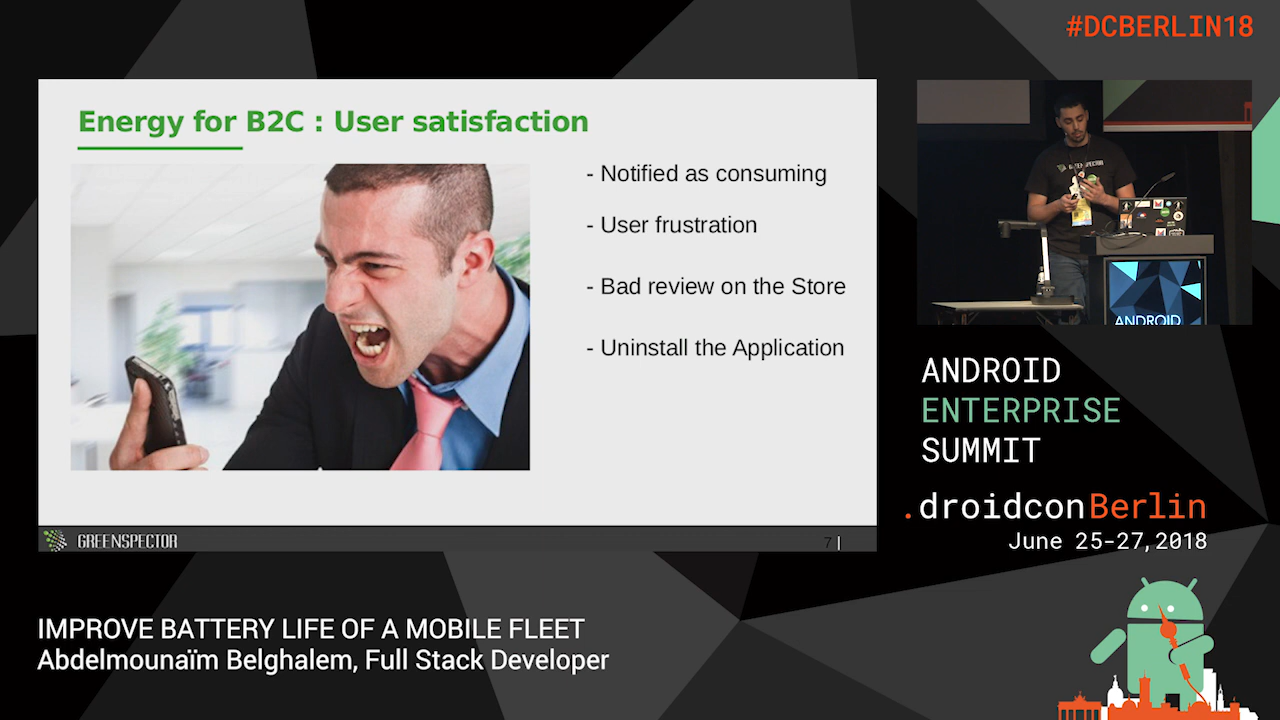 #DCBERLIN18
Energy for B2C : User satisfaction
- Notified as consuming
- User frustration
- Bad review on the Store
- Uninstall the Application
GREENSPECTOR
7 |
GREENSPECTOR
ANDROID
ANDROID
ENTERPRISE
SUMMIT
.droidconBerlin
June 25-27,2018
IMPROVE BATTERY LIFE OF A MOBILE FLEET
Abdelmounaïm Belghalem, Full Stack Developer